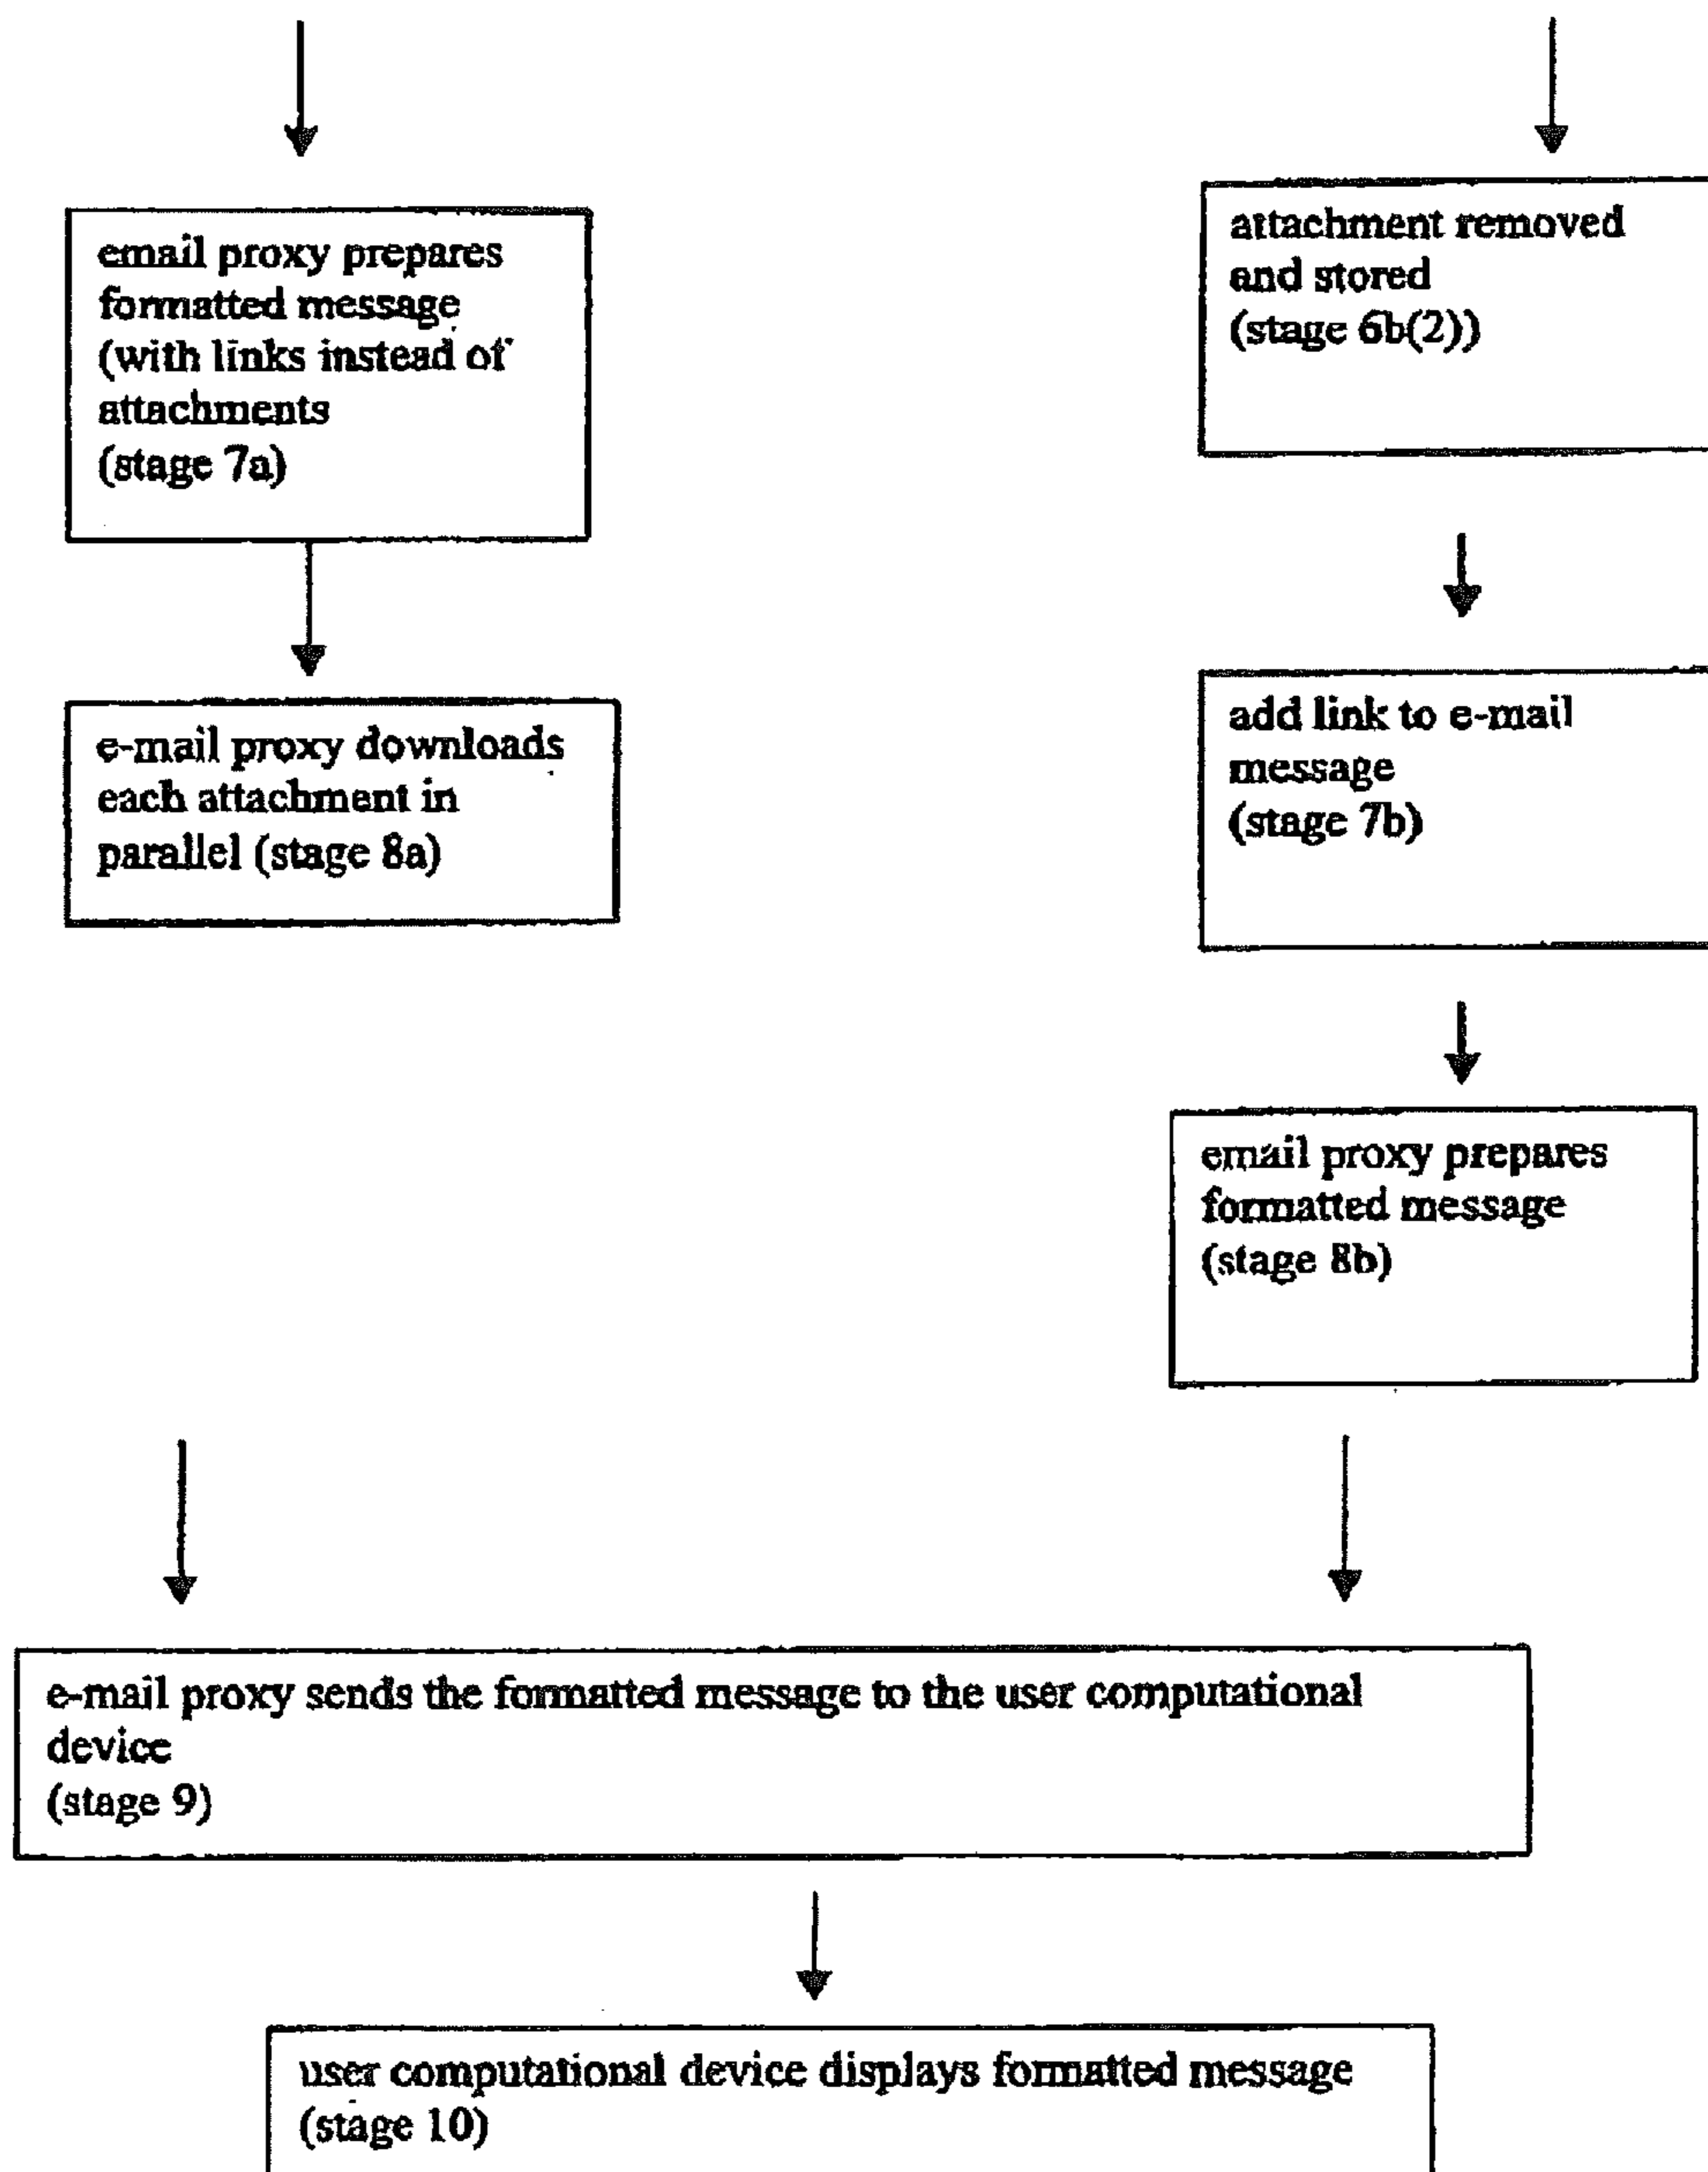 email proxy prepares
formatted message
(with links instead of
attachments
(stage 7a)
e-mail proxy downloads
each attachment in
parallel (stage 8a)
attachment removed
and stored
(stage 6b(2))
add link to e-mail
message
(stage 7b)
email proxy prepares
formatted message
(stage 8b)
e-mail proxy sends the formatted message to the user computational
device
(stage 9)
user computational device displays formatted message
(stage 10)